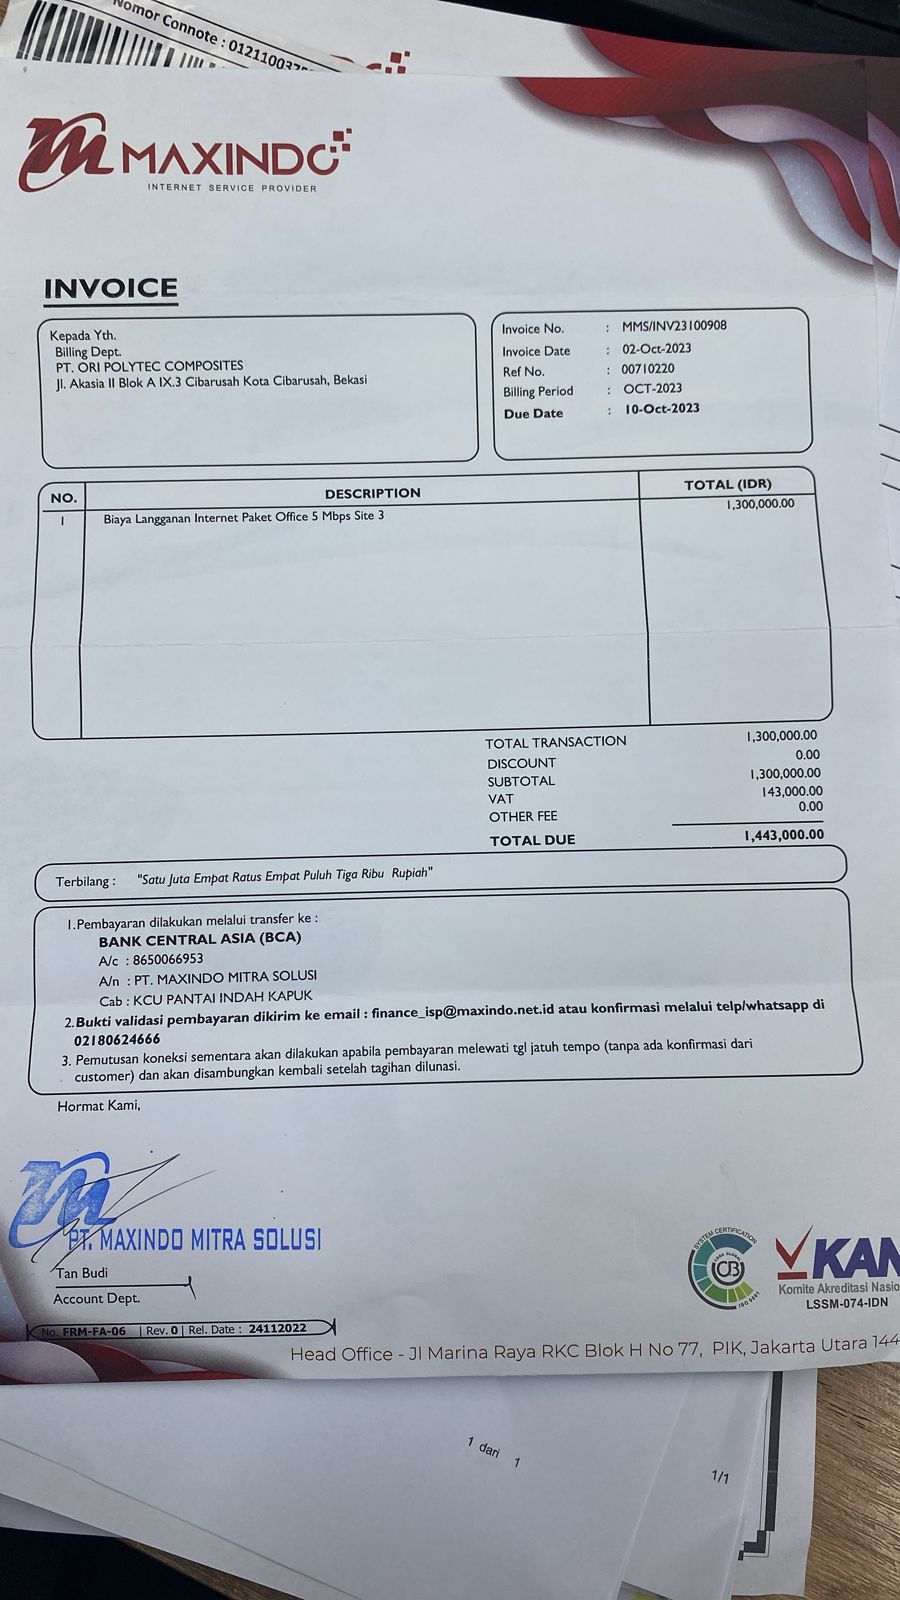 Nomor Connote : 01211003
MAXINDO
INTERNET SERVICE PROVIDER
INVOICE
Kepada Yth.
Billing Dept.
PT. ORI POLYTEC COMPOSITES
Jl. Akasia II Blok A IX.3 Cibarusah Kota Cibarusah, Bekasi
Invoice No. : MMS/INV23100908
Invoice Date : 02-Oct-2023
Ref No. : 00710220
Billing Period : OCT-2023
Due Date : 10-Oct-2023
NO. DESCRIPTION TOTAL (IDR)
1 Biaya Langganan Internet Paket Office 5 Mbps Site 3 1,300,000.00
TOTAL TRANSACTION 1,300,000.00
DISCOUNT 0.00
SUBTOTAL 1,300,000.00
VAT 143,000.00
OTHER FEE 0.00
TOTAL DUE 1,443,000.00
Terbilang : "Satu Juta Empat Ratus Empat Puluh Tiga Ribu Rupiah"
1.Pembayaran dilakukan melalui transfer ke :
BANK CENTRAL ASIA (BCA)
A/c : 8650066953
A/n : PT. MAXINDO MITRA SOLUSI
Cab : KCU PANTAI INDAH KAPUK
2.Bukti validasi pembayaran dikirim ke email : finance_isp@maxindo.net.id atau konfirmasi melalui telp/whatsapp di
02180624666
3. Pemutusan koneksi sementara akan dilakukan apabila pembayaran melewati tgl jatuh tempo (tanpa ada konfirmasi dari
customer) dan akan disambungkan kembali setelah tagihan dilunasi.
Hormat Kami,
PT. MAXINDO MITRA SOLUSI
Tan Budi
Account Dept.
SYSTEM CERTIFICATION
CBQA GLOBAL
ISO 9001
KAN
Komite Akreditasi Nasio
LSSM-074-IDN
No. FRM-FA-06 | Rev. 0 | Rel. Date : 24112022
Head Office - Jl Marina Raya RKC Blok H No 77, PIK, Jakarta Utara 144
1 dari 1
1/1